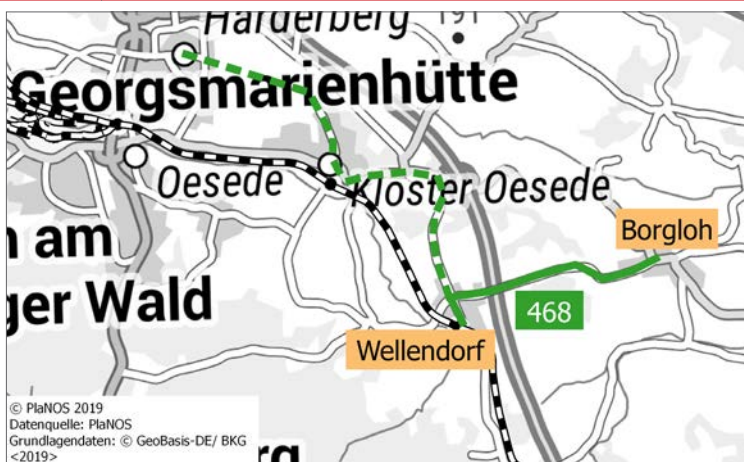 Harderberg
191
Georgsmarienhütte
Oesede
Kloster Oesede
Borgloh
am
ger Wald
468
Wellendorf
© PlaNOS 2019
Datenquelle: PlaNOS
Grundlagendaten: © GeoBasis-DE/ BKG
<2019>